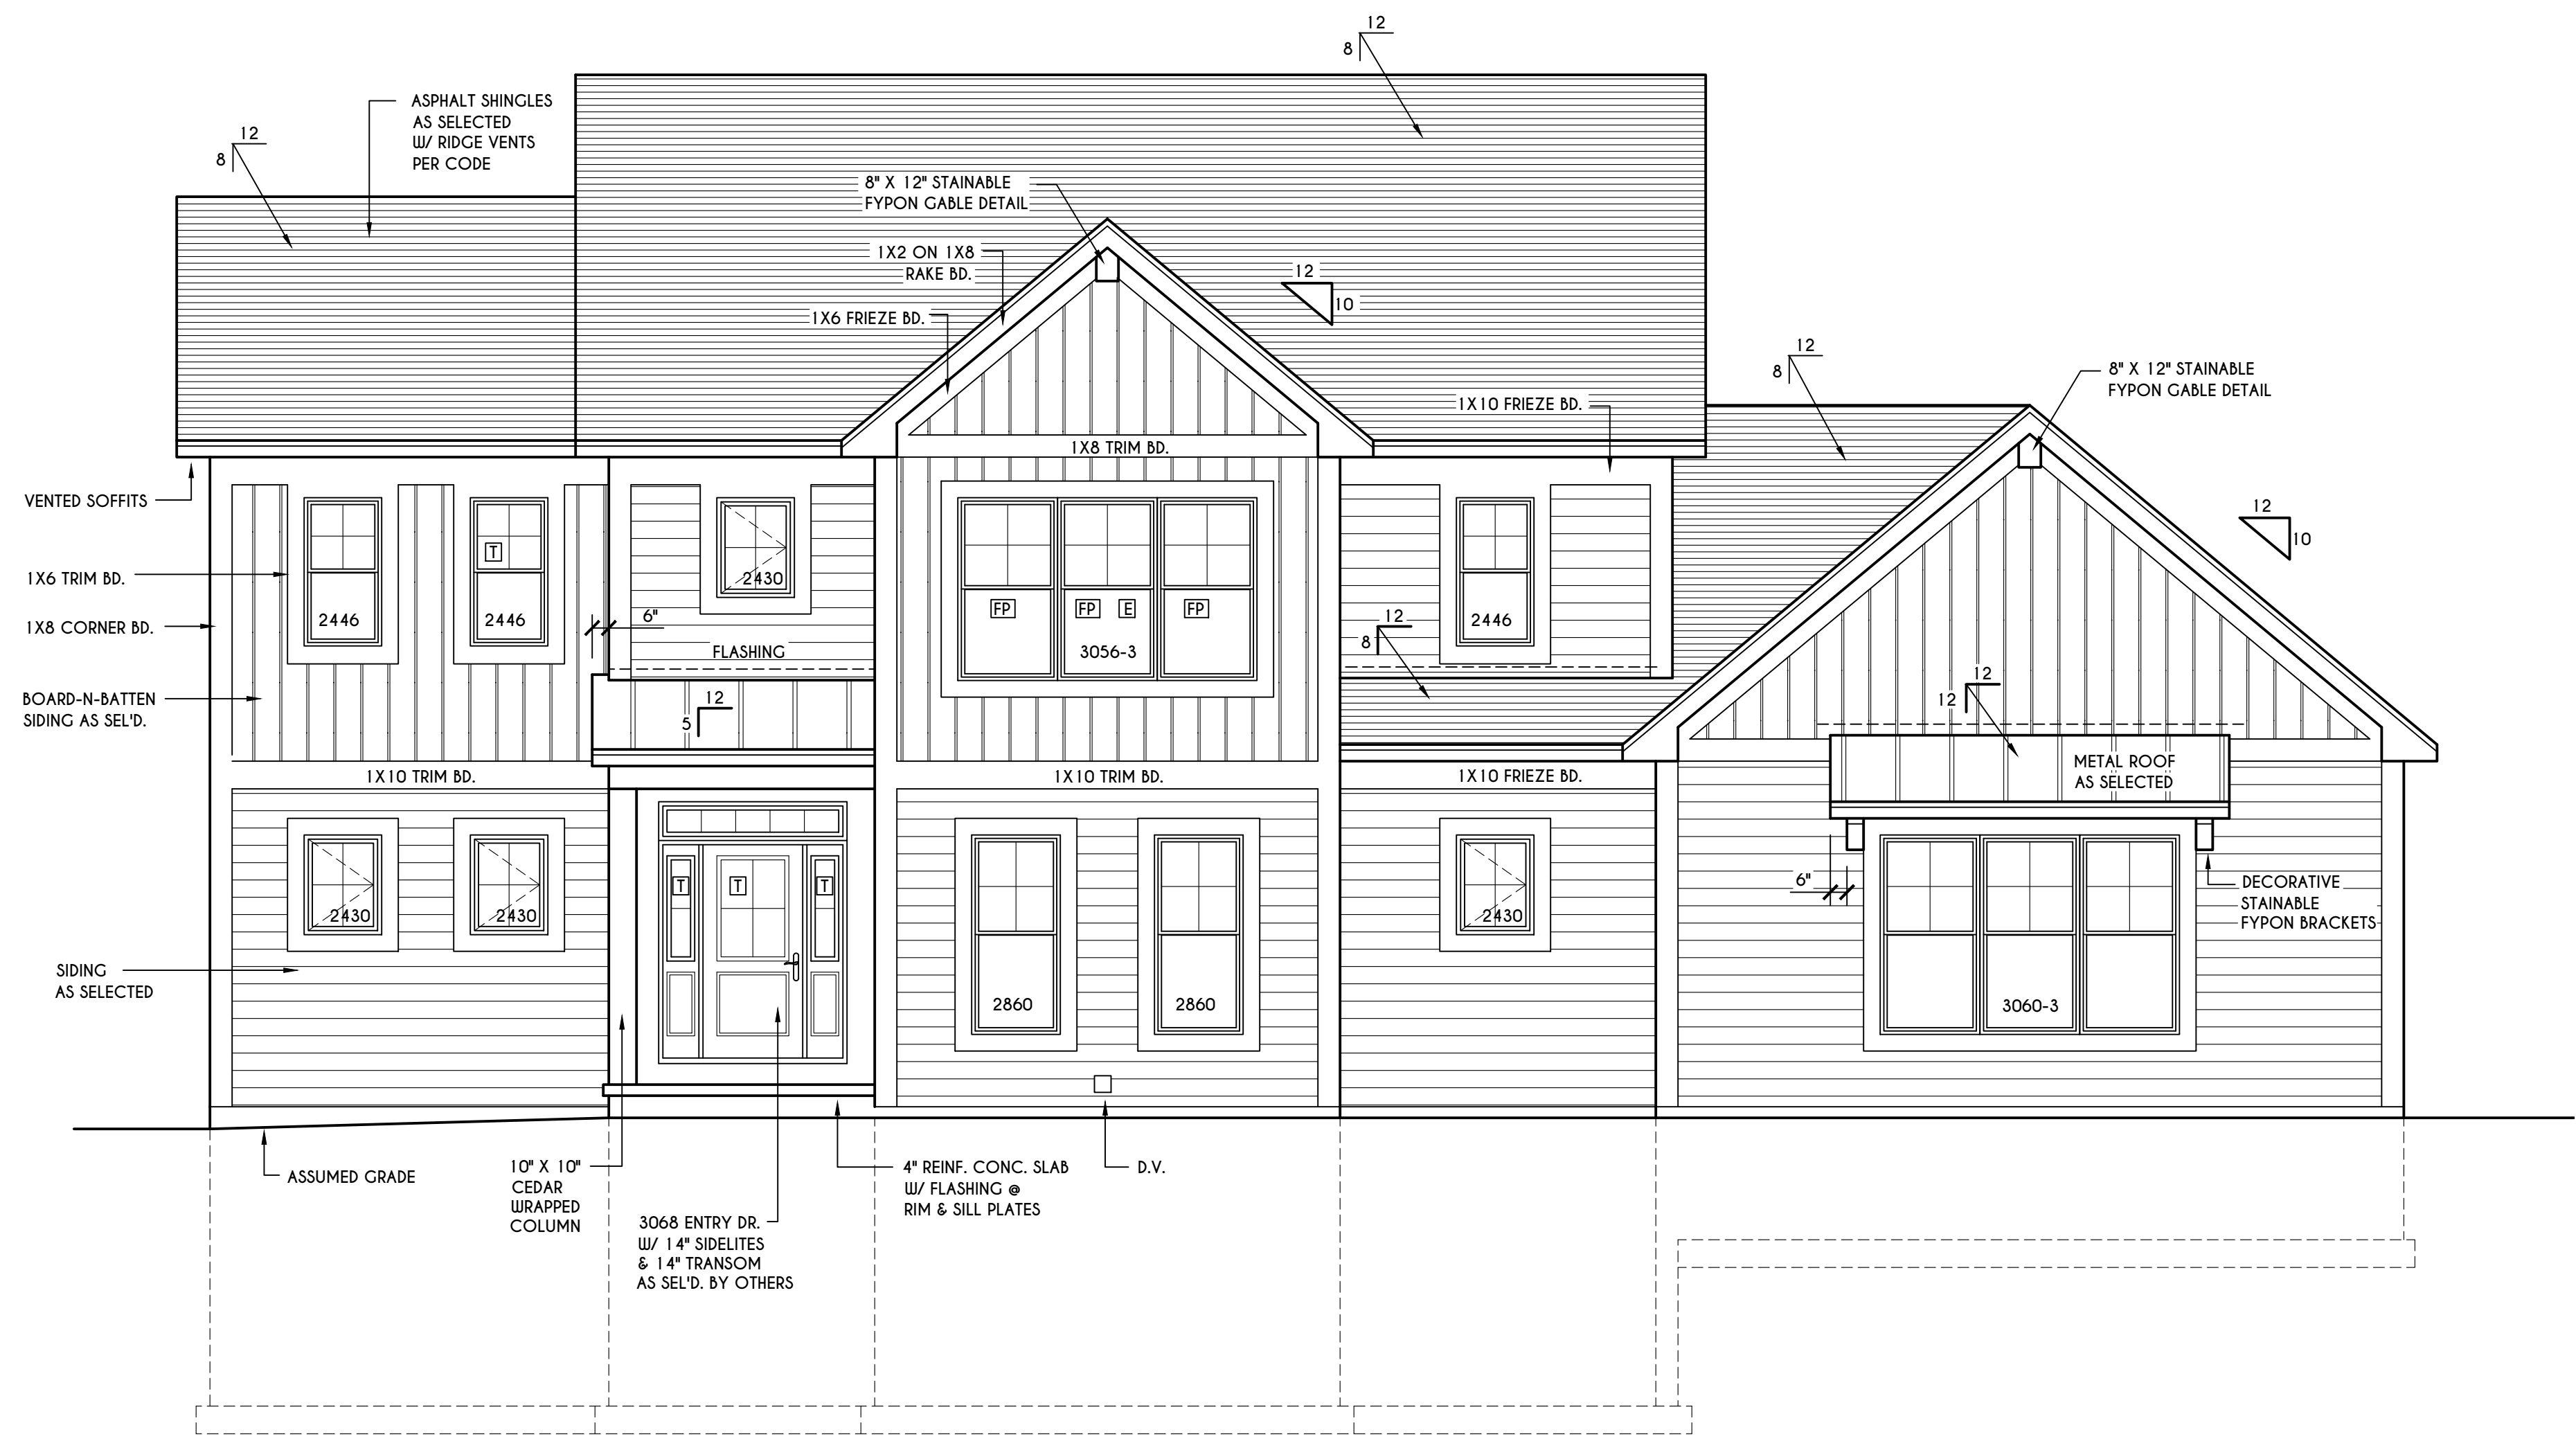 12
8
ASPHALT SHINGLES
AS SELECTED
W/ RIDGE VENTS
PER CODE
12
8
8" X 12" STAINABLE
FYPON GABLE DETAIL
1X2 ON 1X8
RAKE BD.
12
10
1X6 FRIEZE BD.
12
8
8" X 12" STAINABLE
FYPON GABLE DETAIL
1X10 FRIEZE BD.
1X8 TRIM BD.
VENTED SOFFITS
12
10
T
1X6 TRIM BD.
2430
2446
2446
6"
FP
FP
E
FP
12
8
2446
1X8 CORNER BD.
FLASHING
3056-3
BOARD-N-BATTEN
SIDING AS SEL'D.
12
5
12
12
METAL ROOF
AS SELECTED
1X10 TRIM BD.
1X10 TRIM BD.
1X10 FRIEZE BD.
T
T
T
6"
DECORATIVE
STAINABLE
FYPON BRACKETS
2430
2430
2430
SIDING
AS SELECTED
2860
2860
3060-3
ASSUMED GRADE
10" X 10"
CEDAR
WRAPPED
COLUMN
4" REINF. CONC. SLAB
W/ FLASHING @
RIM & SILL PLATES
D.V.
3068 ENTRY DR.
W/ 14" SIDELITES
& 14" TRANSOM
AS SEL'D. BY OTHERS